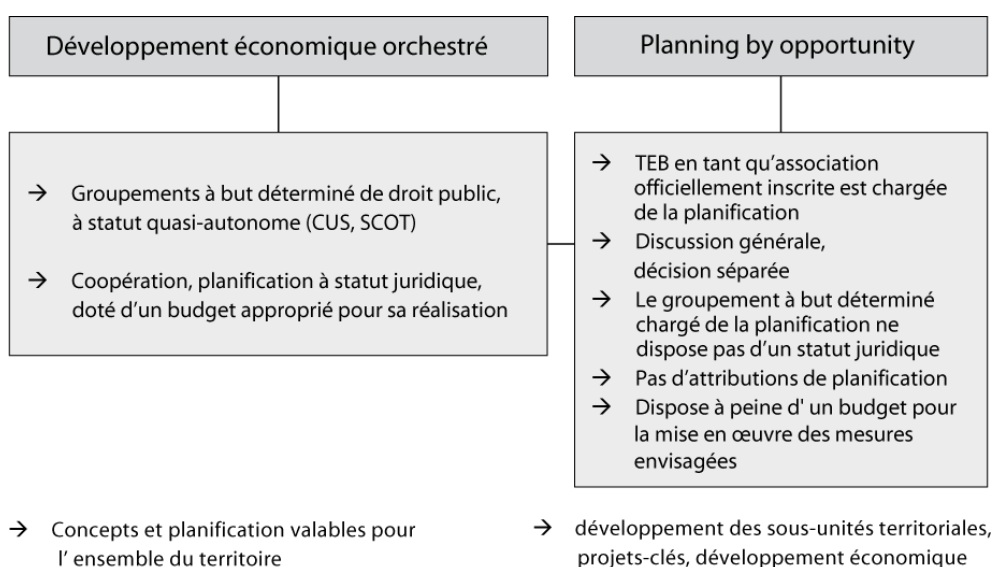 Développement économique orchestré
→ Groupements à but déterminé de droit public,
à statut quasi-autonome (CUS, SCOT)
→ Coopération, planification à statut juridique,
doté d'un budget approprié pour sa réalisation
Planning by opportunity
→ TEB en tant qu'association
officiellement inscrite est chargée
de la planification
→ Discussion générale,
décision séparée
→ Le groupement à but déterminé
chargé de la planification ne
dispose pas d'un statut juridique
→ Pas d'attributions de planification
→ Dispose à peine d' un budget pour
la mise en œuvre des mesures
envisagées
→ Concepts et planification valables pour
l' ensemble du territoire
→ développement des sous-unités territoriales,
projets-clés, développement économique